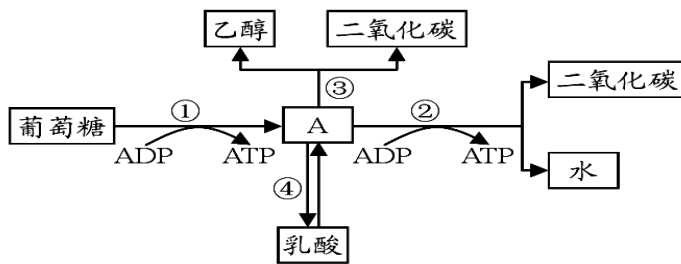 乙醇
二氧化碳
③
二氧化碳
葡萄糖
①
A
②
ADP
ATP
ADP
ATP
水
④
乳酸